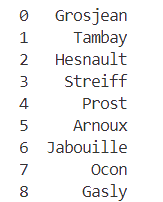 0 Grosjean
1 Tambay
2 Hesnault
3 Streiff
4 Prost
5 Arnoux
6 Jabouille
7 Ocon
8 Gasly